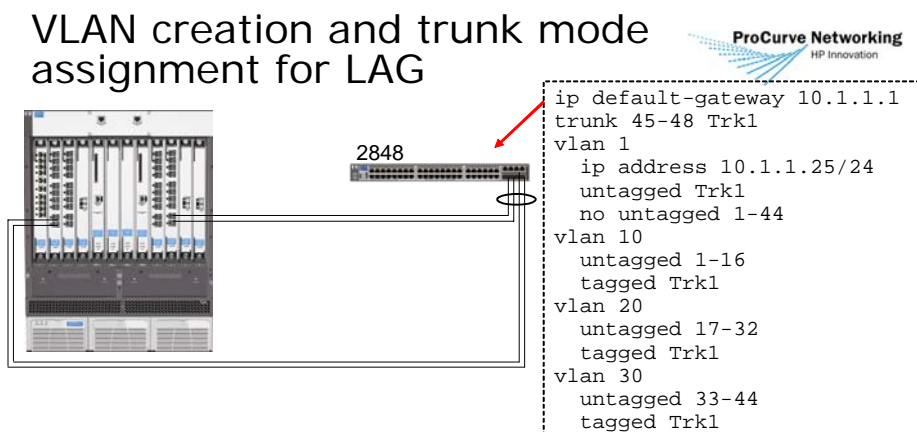 VLAN creation and trunk mode
assignment for LAG
ProCurve Networking
HP Innovation
2848
ip default-gateway 10.1.1.1
trunk 45-48 Trk1
vlan 1
ip address 10.1.1.25/24
untagged Trk1
no untagged 1-44
vlan 10
untagged 1-16
tagged Trk1
vlan 20
untagged 17-32
tagged Trk1
vlan 30
untagged 33-44
tagged Trk1